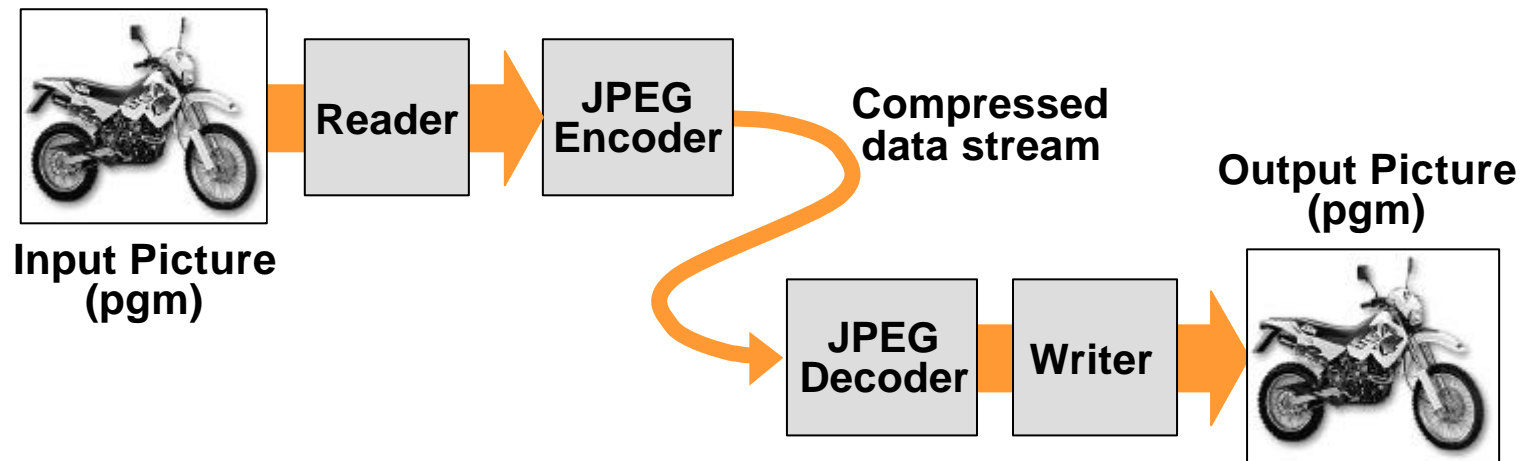 Input Picture
(pgm)
Reader
JPEG
Encoder
Compressed
data stream
JPEG
Decoder
Writer
Output Picture
(pgm)